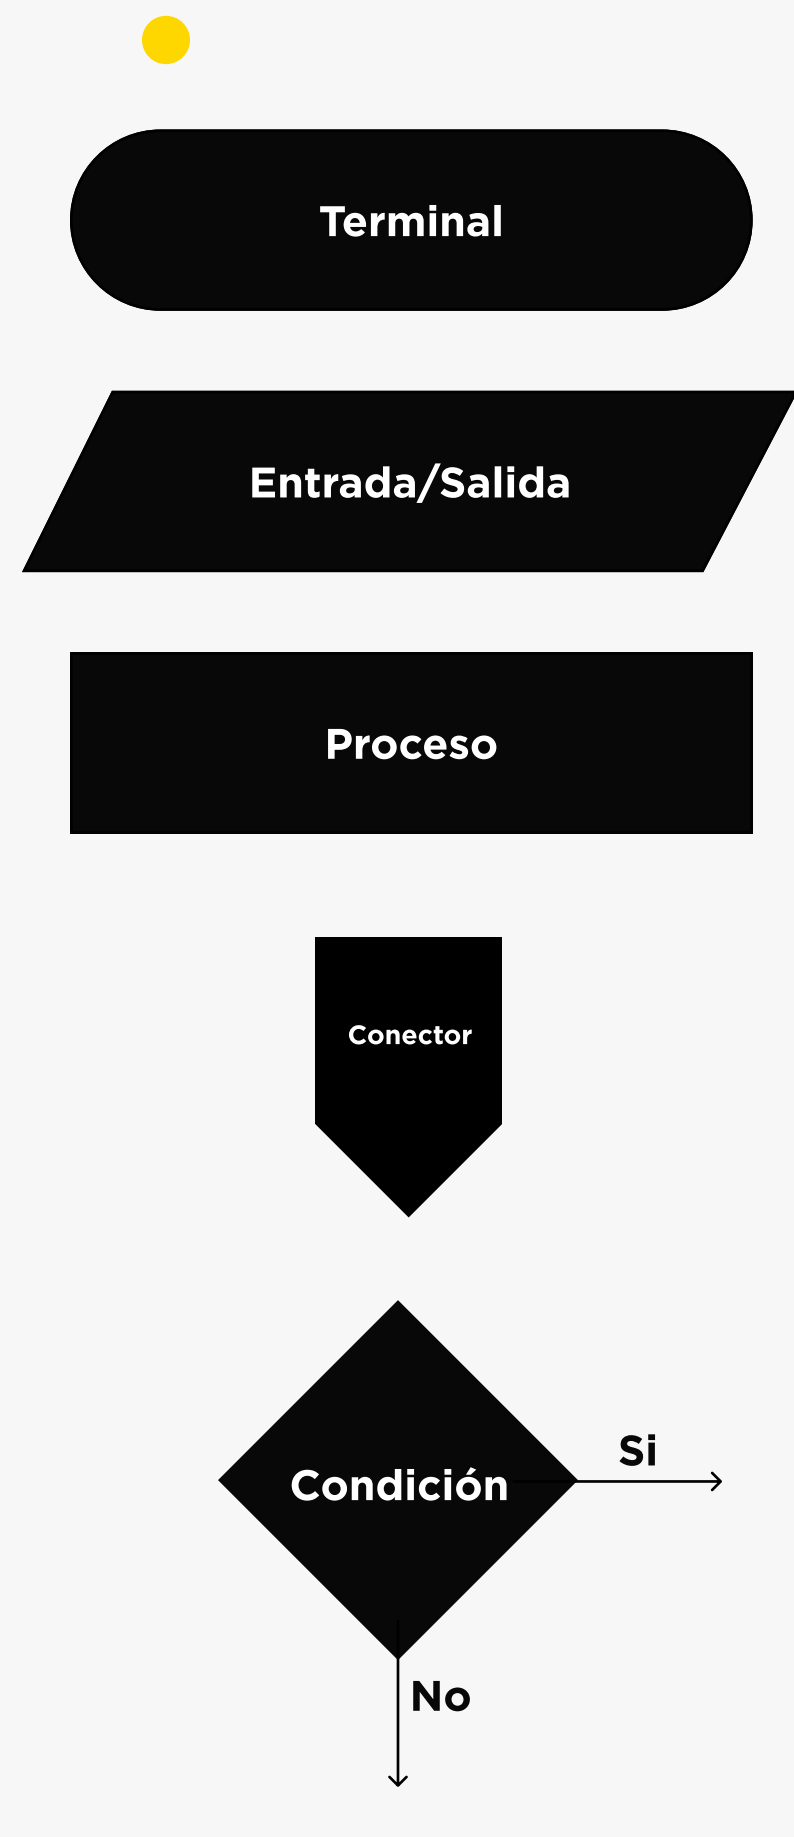 Terminal
Entrada/Salida
Proceso
Conector
Condición
Si
No